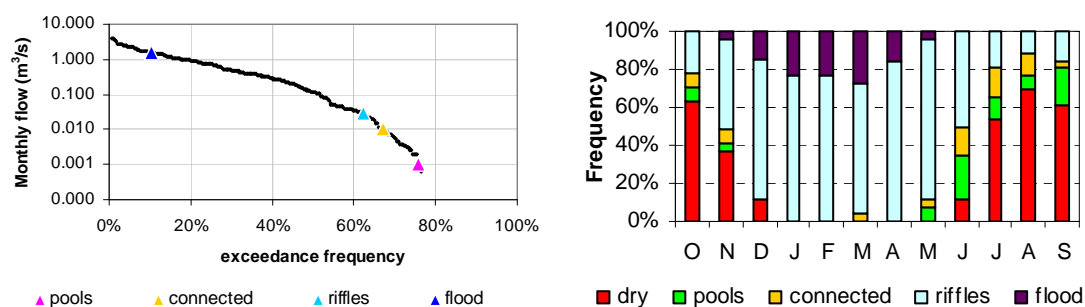 Monthly flow (m³/s)
10.000
1.000
0.100
0.010
0.001
0.000
0% 20% 40% 60% 80% 100%
exceedance frequency
pools connected riffles flood
Frequency
100%
80%
60%
40%
20%
0%
O N D J F M A M J J A S
dry pools connected riffles flood